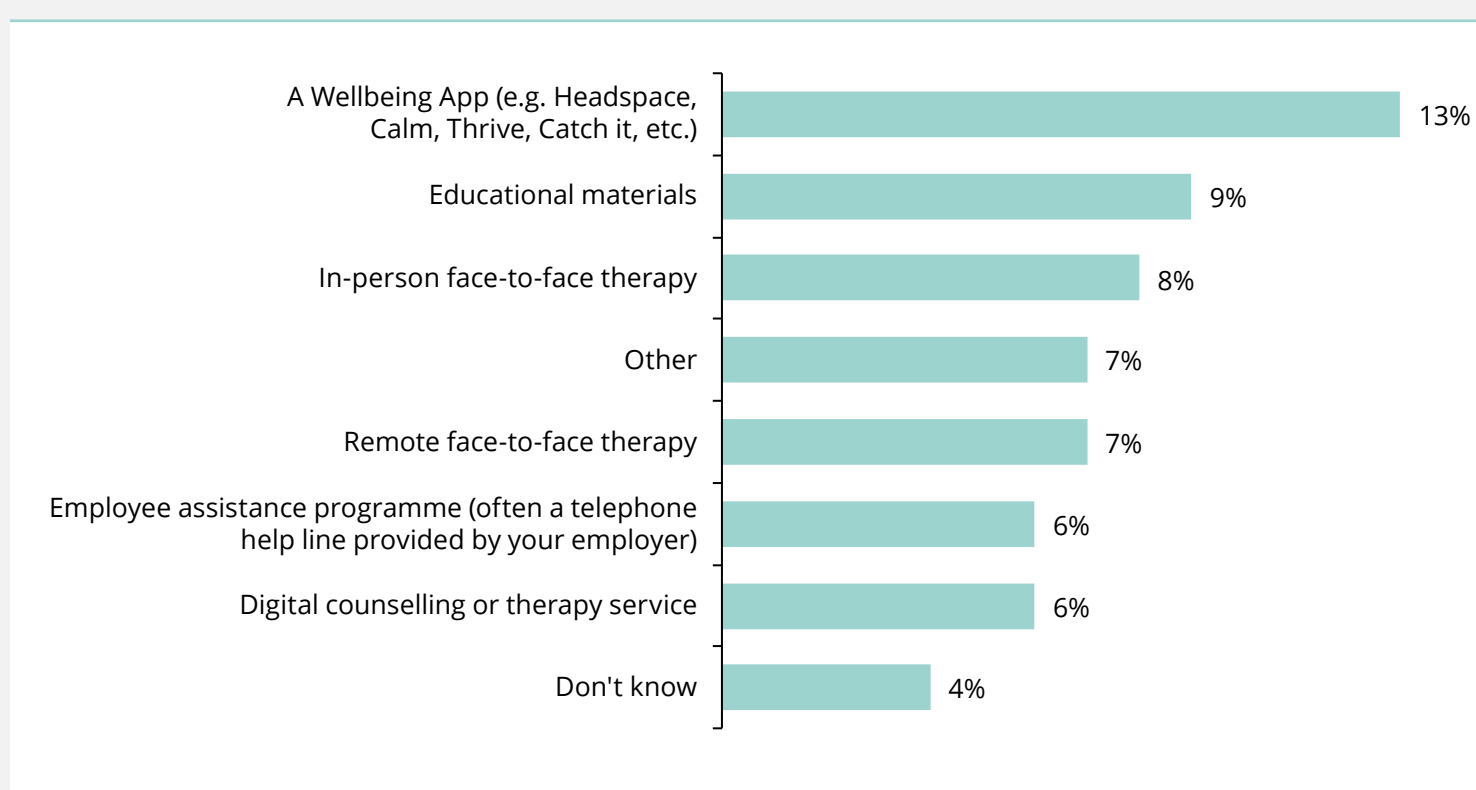 A Wellbeing App (e.g. Headspace,
Calm, Thrive, Catch it, etc.)
13%
Educational materials
9%
In-person face-to-face therapy
8%
Other
7%
Remote face-to-face therapy
7%
Employee assistance programme (often a telephone
help line provided by your employer)
6%
Digital counselling or therapy service
6%
Don't know
4%